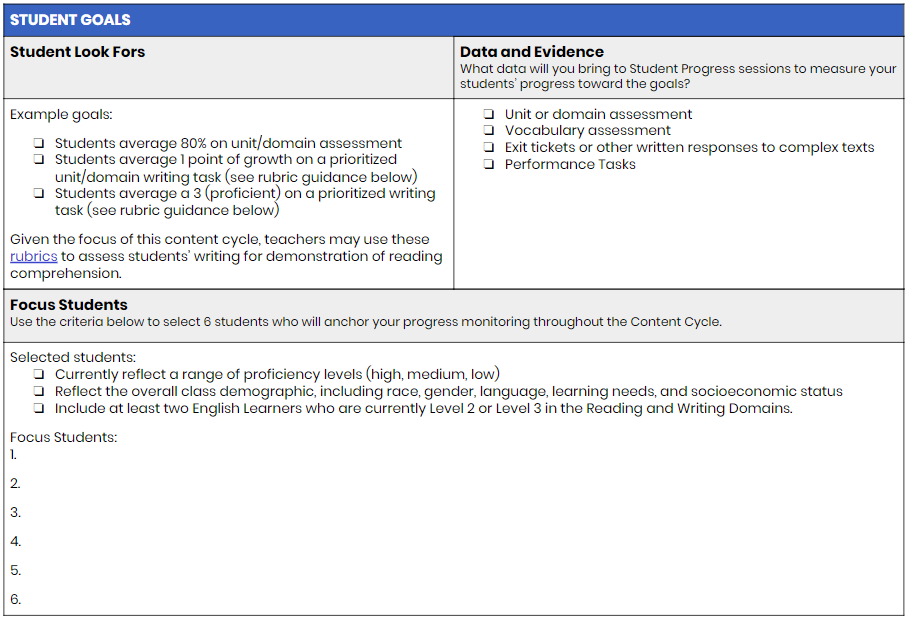 STUDENT GOALS
Student Look Fors
Data and Evidence
What data will you bring to Student Progress sessions to measure your
students' progress toward the goals?
Example goals:
❏ Students average 80% on unit/domain assessment
❏ Students average 1 point of growth on a prioritized
unit/domain writing task (see rubric guidance below)
❏ Students average a 3 (proficient) on a prioritized writing
task (see rubric guidance below)
Given the focus of this content cycle, teachers may use these
rubrics to assess students' writing for demonstration of reading
comprehension.
❏ Unit or domain assessment
❏ Vocabulary assessment
❏ Exit tickets or other written responses to complex texts
❏ Performance Tasks
Focus Students
Use the criteria below to select 6 students who will anchor your progress monitoring throughout the Content Cycle.
Selected students:
❏ Currently reflect a range of proficiency levels (high, medium, low)
❏ Reflect the overall class demographic, including race, gender, language, learning needs, and socioeconomic status
❏ Include at least two English Learners who are currently Level 2 or Level 3 in the Reading and Writing Domains.
Focus Students:
1.
2.
3.
4.
5.
6.